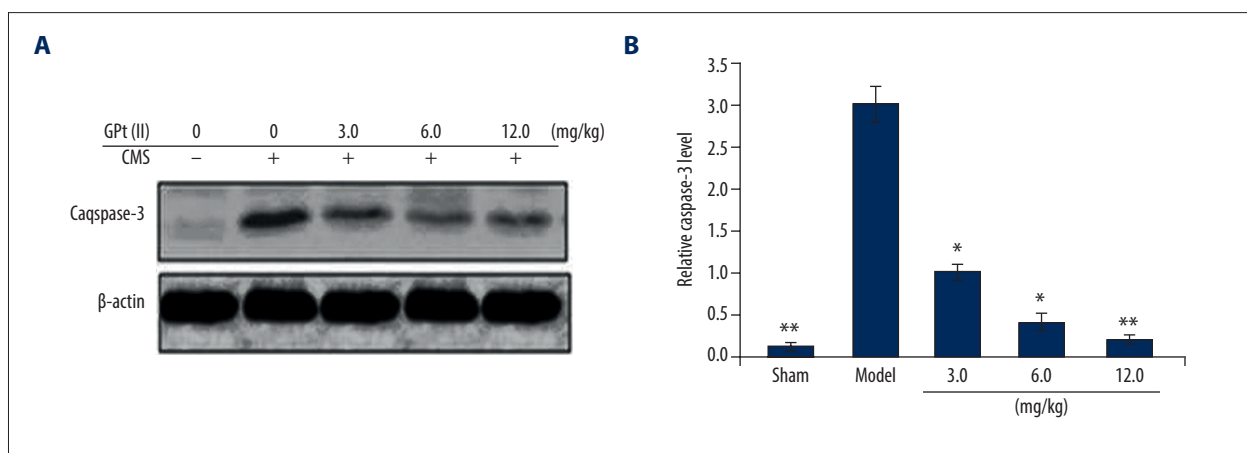 A
GPt (II) 0 0 3.0 6.0 12.0 (mg/kg)
CMS – + + + +
Caqspase-3
β-actin
B
Relative caspase-3 level
3.5
3.0
2.5
2.0
1.5
1.0
0.5
0.0
**
*
*
**
Sham Model 3.0 6.0 12.0
(mg/kg)